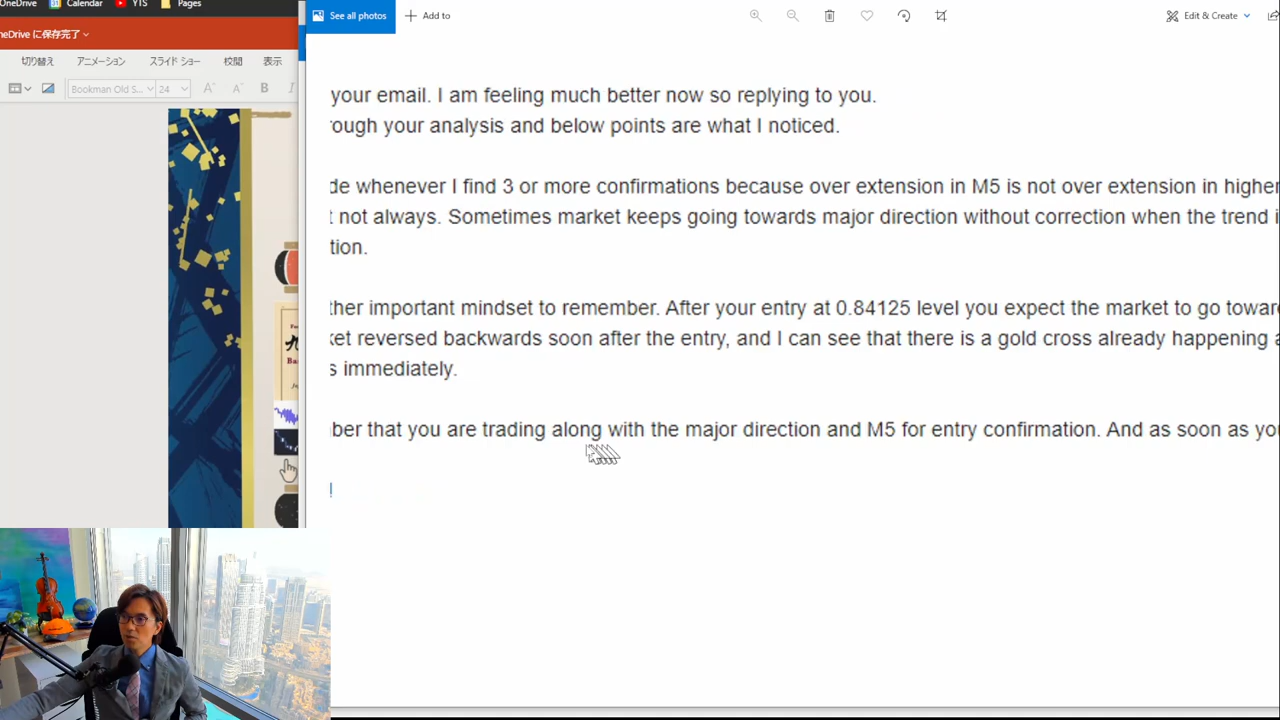 Calendar
YTS
Pages
See all photos
Add to
Edit & Create
neDrive に保存完了
切り替え
アニメーション
スライド ショー
校閲
表示
Bookman Old S...
24
A
A
B
I
your email. I am feeling much better now so replying to you.
rough your analysis and below points are what I noticed.
de whenever I find 3 or more confirmations because over extension in M5 is not over extension in higher
t not always. Sometimes market keeps going towards major direction without correction when the trend i
tion.
ther important mindset to remember. After your entry at 0.84125 level you expect the market to go towar
ket reversed backwards soon after the entry, and I can see that there is a gold cross already happening a
s immediately.
ber that you are trading along with the major direction and M5 for entry confirmation. And as soon as you
!